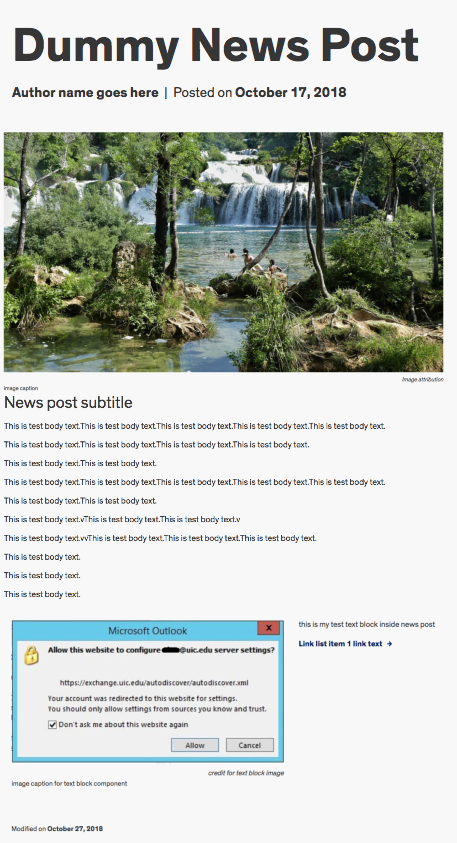 Dummy News Post
Author name goes here | Posted on October 17, 2018
Image attribution
image caption
News post subtitle
This is test body text.This is test body text.This is test body text.This is test body text.This is test body text.
This is test body text.This is test body text.This is test body text.This is test body text.
This is test body text.This is test body text.
This is test body text.This is test body text.This is test body text.This is test body text.This is test body text.
This is test body text.This is test body text.
This is test body text.vThis is test body text.This is test body text.v
This is test body text.vvThis is test body text.This is test body text.This is test body text.
This is test body text.
This is test body text.
This is test body text.
Microsoft Outlook
X
Allow this website to configure @uic.edu server settings?
https://exchange.uic.edu/autodiscover/autodiscover.xml
Your account was redirected to this website for settings.
You should only allow settings from sources you know and trust.
Don't ask me about this website again
Allow Cancel
this is my test text block inside news post
Link list item 1 link text →
credit for text block image
image caption for text block component
Modified on October 27, 2018